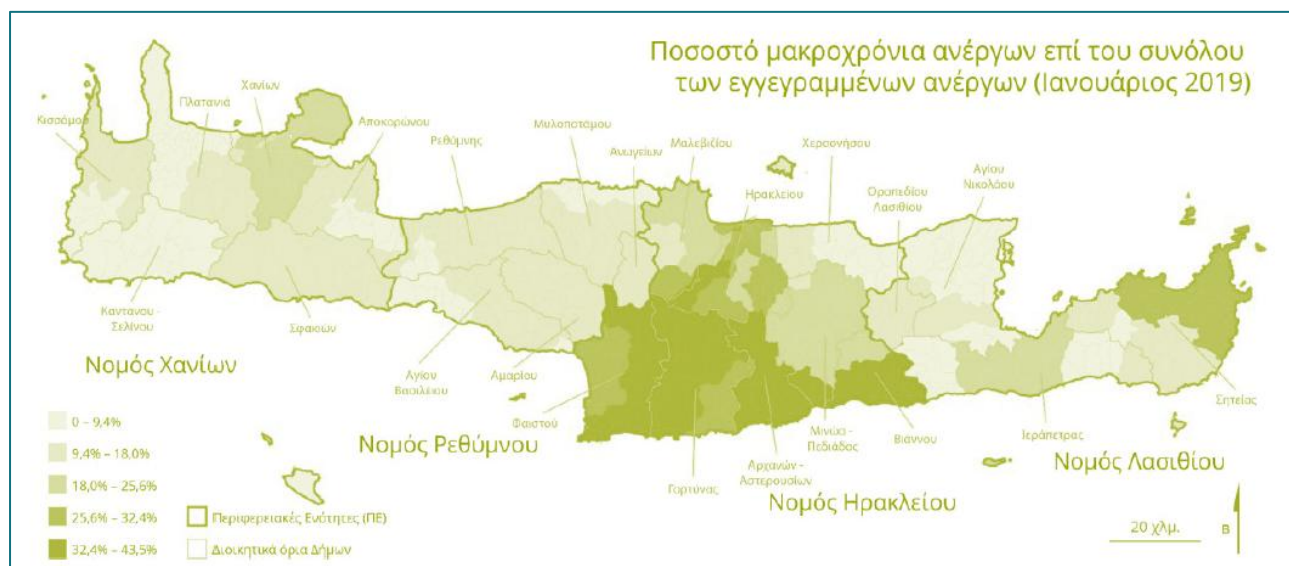 Ποσοστό μακροχρόνια ανέργων επί του συνόλου
των εγγεγραμμένων ανέργων (Ιανουάριος 2019)
Κισσάμου
Πλατανιά
Χανίων
Αποκορώνου
Ρεθύμνης
Μυλοποτάμου
Ανωγείων
Μαλεβιζίου
Ηρακλείου
Χερσονήσου
Οροπεδίου
Λασιθίου
Αγίου
Νικολάου
Καντάνου -
Σελίνου
Σφακίων
Αγίου
Βασιλείου
Αμαρίου
Φαιστού
Γορτύνας
Αρχανών -
Αστερουσίων
Μινώα -
Πεδιάδος
Βιάννου
Ιεράπετρας
Σητείας
Νομός Χανίων
Νομός Ρεθύμνου
Νομός Ηρακλείου
Νομός Λασιθίου
0 – 9,4%
9,4% – 18,0%
18,0% – 25,6%
25,6% – 32,4%
32,4% – 43,5%
Περιφερειακές Ενότητες (ΠΕ)
Διοικητικά όρια Δήμων
20 χλμ.
Β